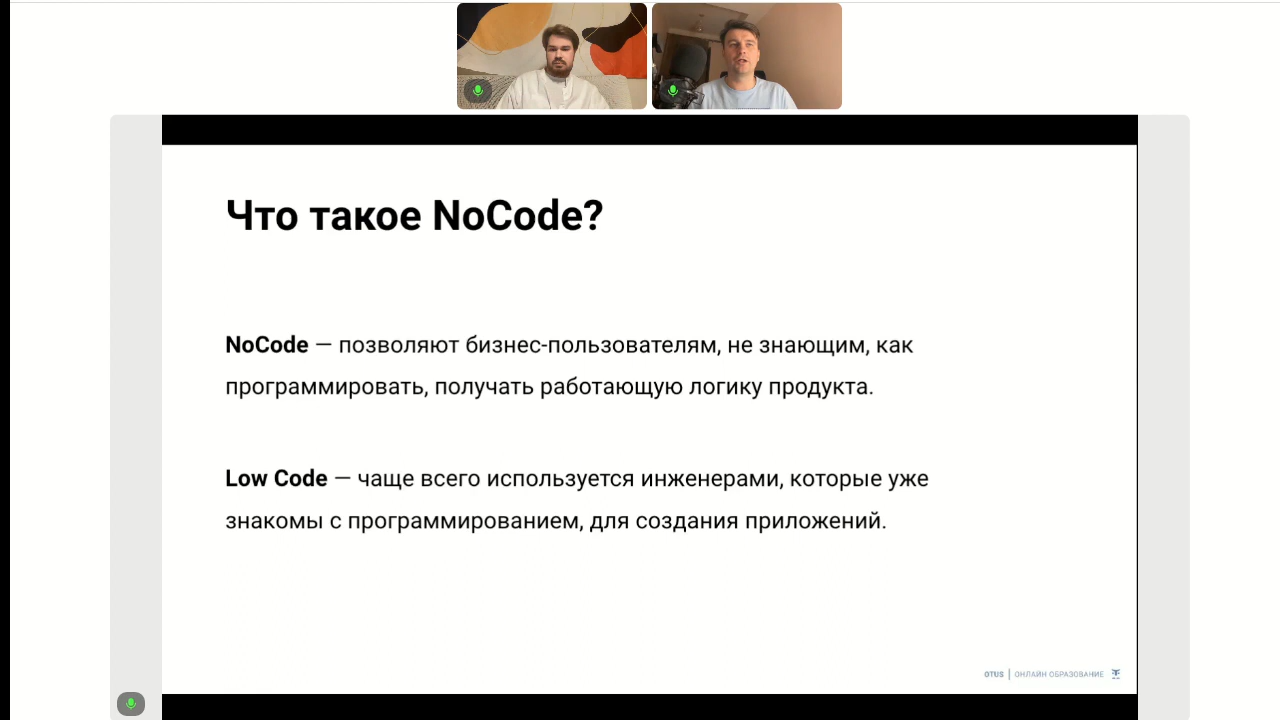 Что такое NoCode?
NoCode — позволяют бизнес-пользователям, не знающим, как
программировать, получать работающую логику продукта.
Low Code — чаще всего используется инженерами, которые уже
знакомы с программированием, для создания приложений.
OTUS | ОНЛАЙН ОБРАЗОВАНИЕ